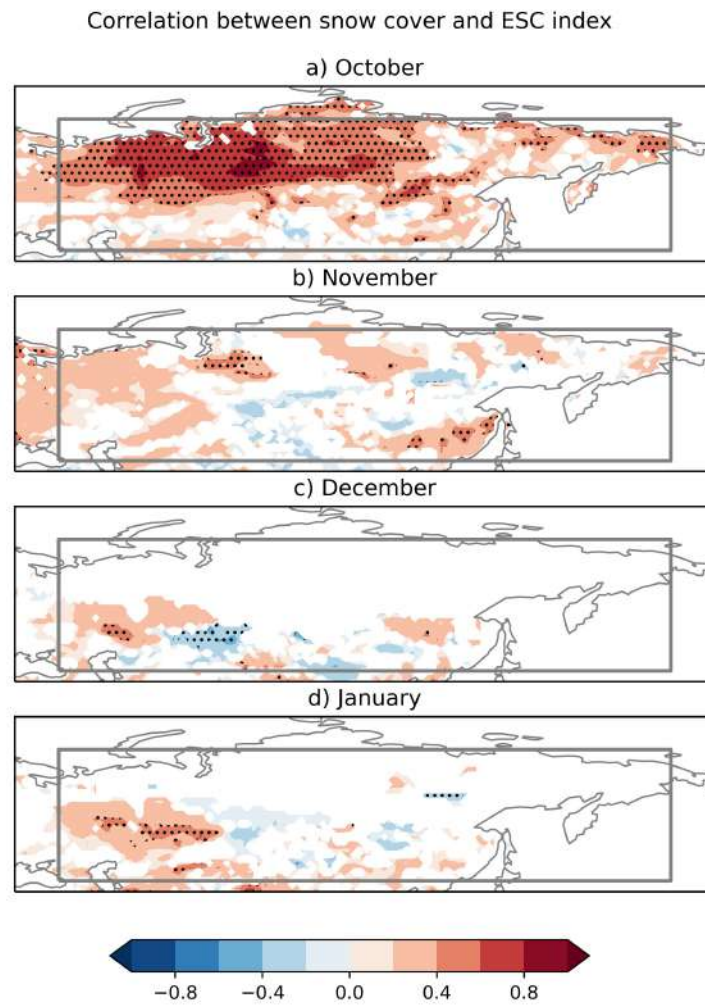 Correlation between snow cover and ESC index
a) October
b) November
c) December
d) January
−0.8 −0.4 0.0 0.4 0.8